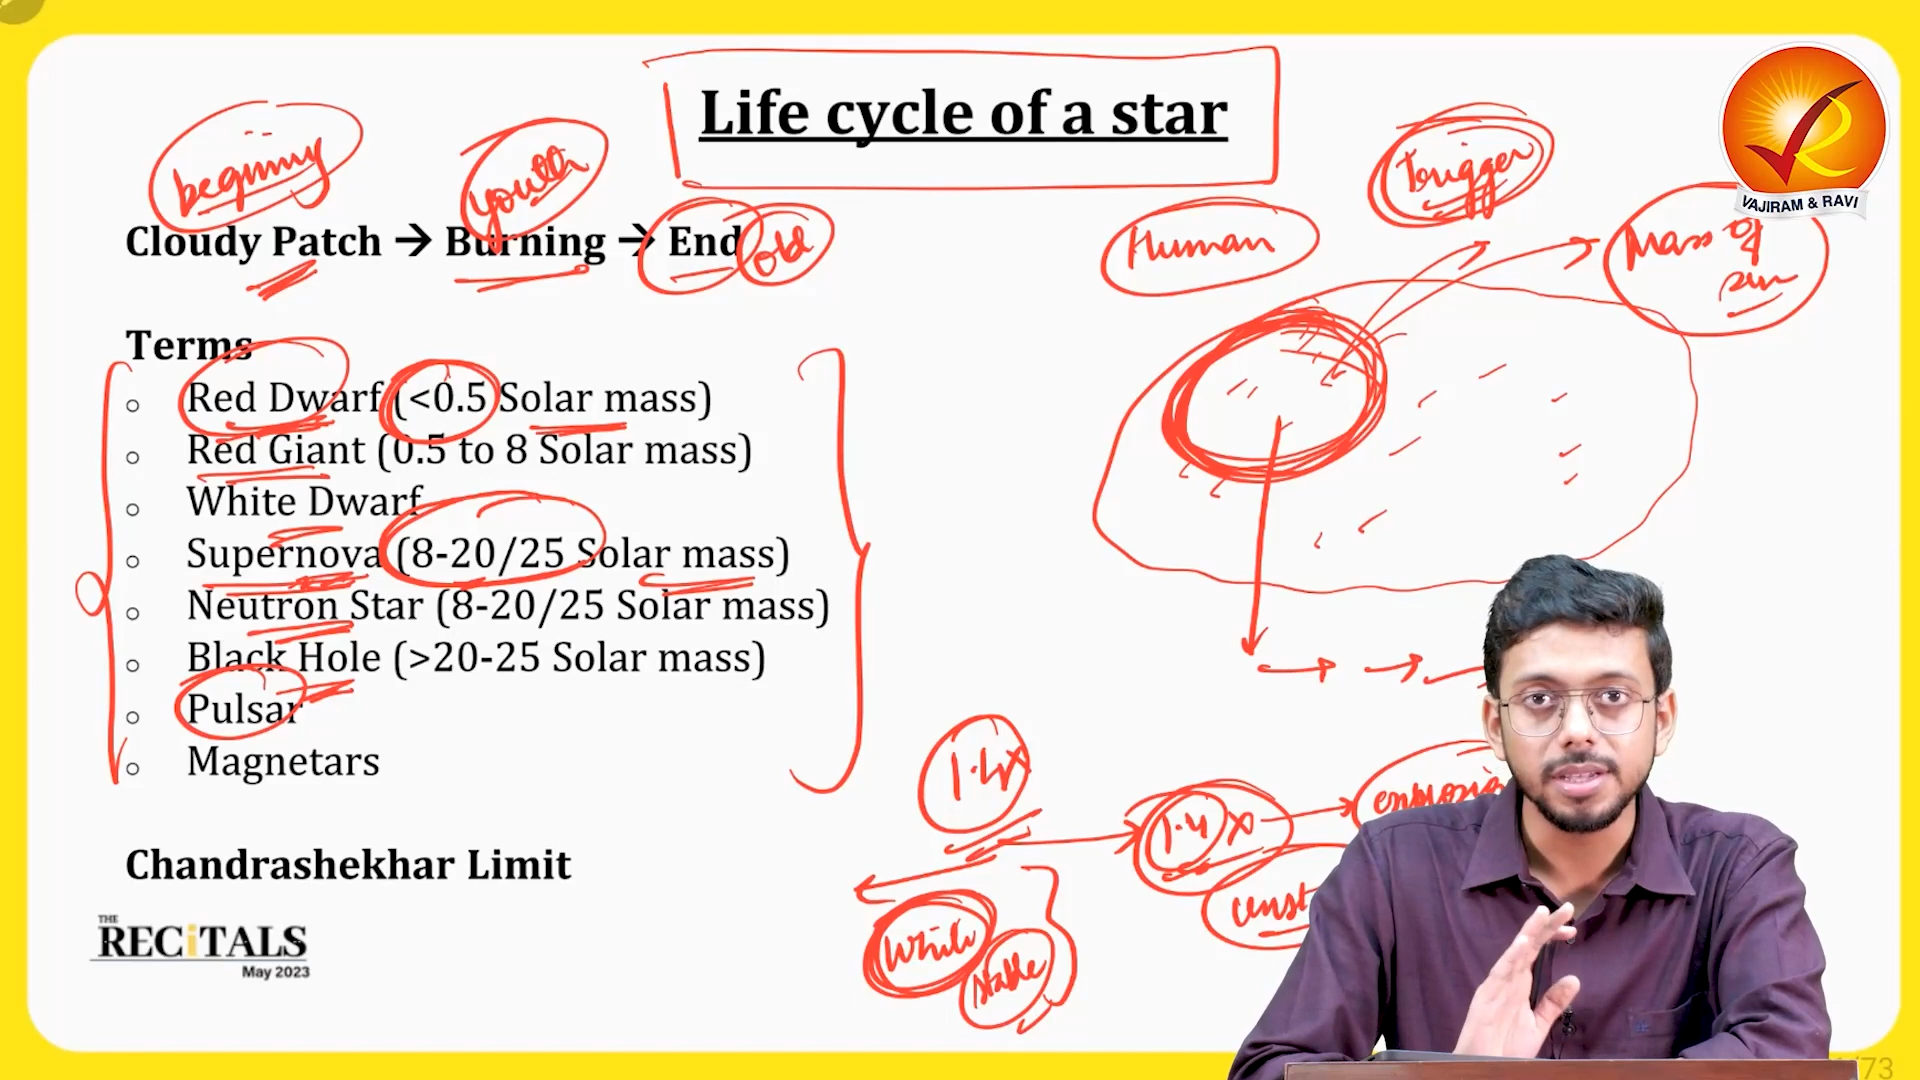 Life cycle of a star
begining
youth
Trigger
VAJIRAM & RAVI
Cloudy Patch → Burning → End
old
Human
Mass of
sun
Terms
Red Dwarf (<0.5 Solar mass)
Red Giant (0.5 to 8 Solar mass)
White Dwarf
Supernova (8-20/25 Solar mass)
Neutron Star (8-20/25 Solar mass)
Black Hole (>20-25 Solar mass)
Pulsar
Magnetars
1.4x
1.4x
Chandrashekhar Limit
White
stable
THE
RECiTALS
May 2023
73